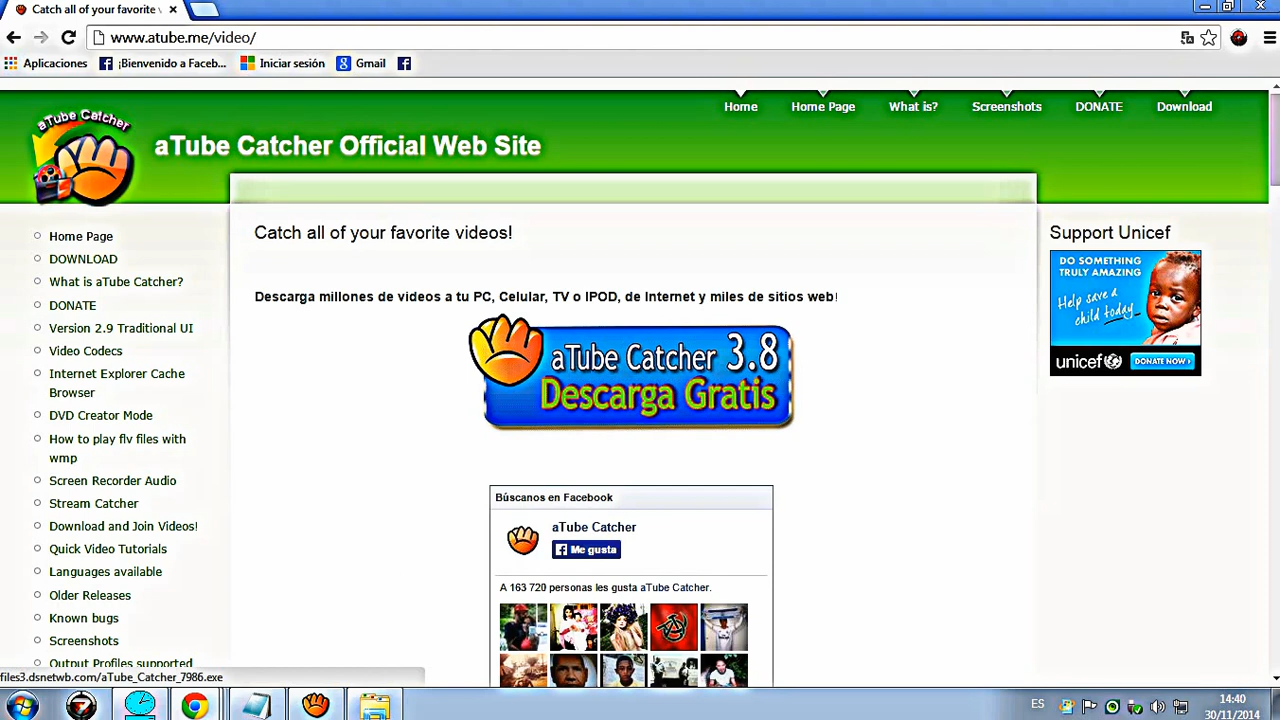 Catch all of your favorite v
www.atube.me/video/
Aplicaciones
¡Bienvenido a Faceb...
Iniciar sesión
Gmail
aTube Catcher
Home
Home Page
What is?
Screenshots
DONATE
Download
aTube Catcher Official Web Site
Home Page
DOWNLOAD
What is aTube Catcher?
DONATE
Version 2.9 Traditional UI
Video Codecs
Internet Explorer Cache
Browser
DVD Creator Mode
How to play flv files with
wmp
Screen Recorder Audio
Stream Catcher
Download and Join Videos!
Quick Video Tutorials
Languages available
Older Releases
Known bugs
Screenshots
Output Profiles supported
Catch all of your favorite videos!
Descarga millones de videos a tu PC, Celular, TV o IPOD, de Internet y miles de sitios web!
aTube Catcher 3.8
Descarga Gratis
Búscanos en Facebook
aTube Catcher
Me gusta
A 163 720 personas les gusta aTube Catcher.
Support Unicef
DO SOMETHING
TRULY AMAZING
Help save a
child today
unicef
DONATE NOW
files3.dsnetwb.com/aTube_Catcher_7986.exe
ES
14:40
30/11/2014